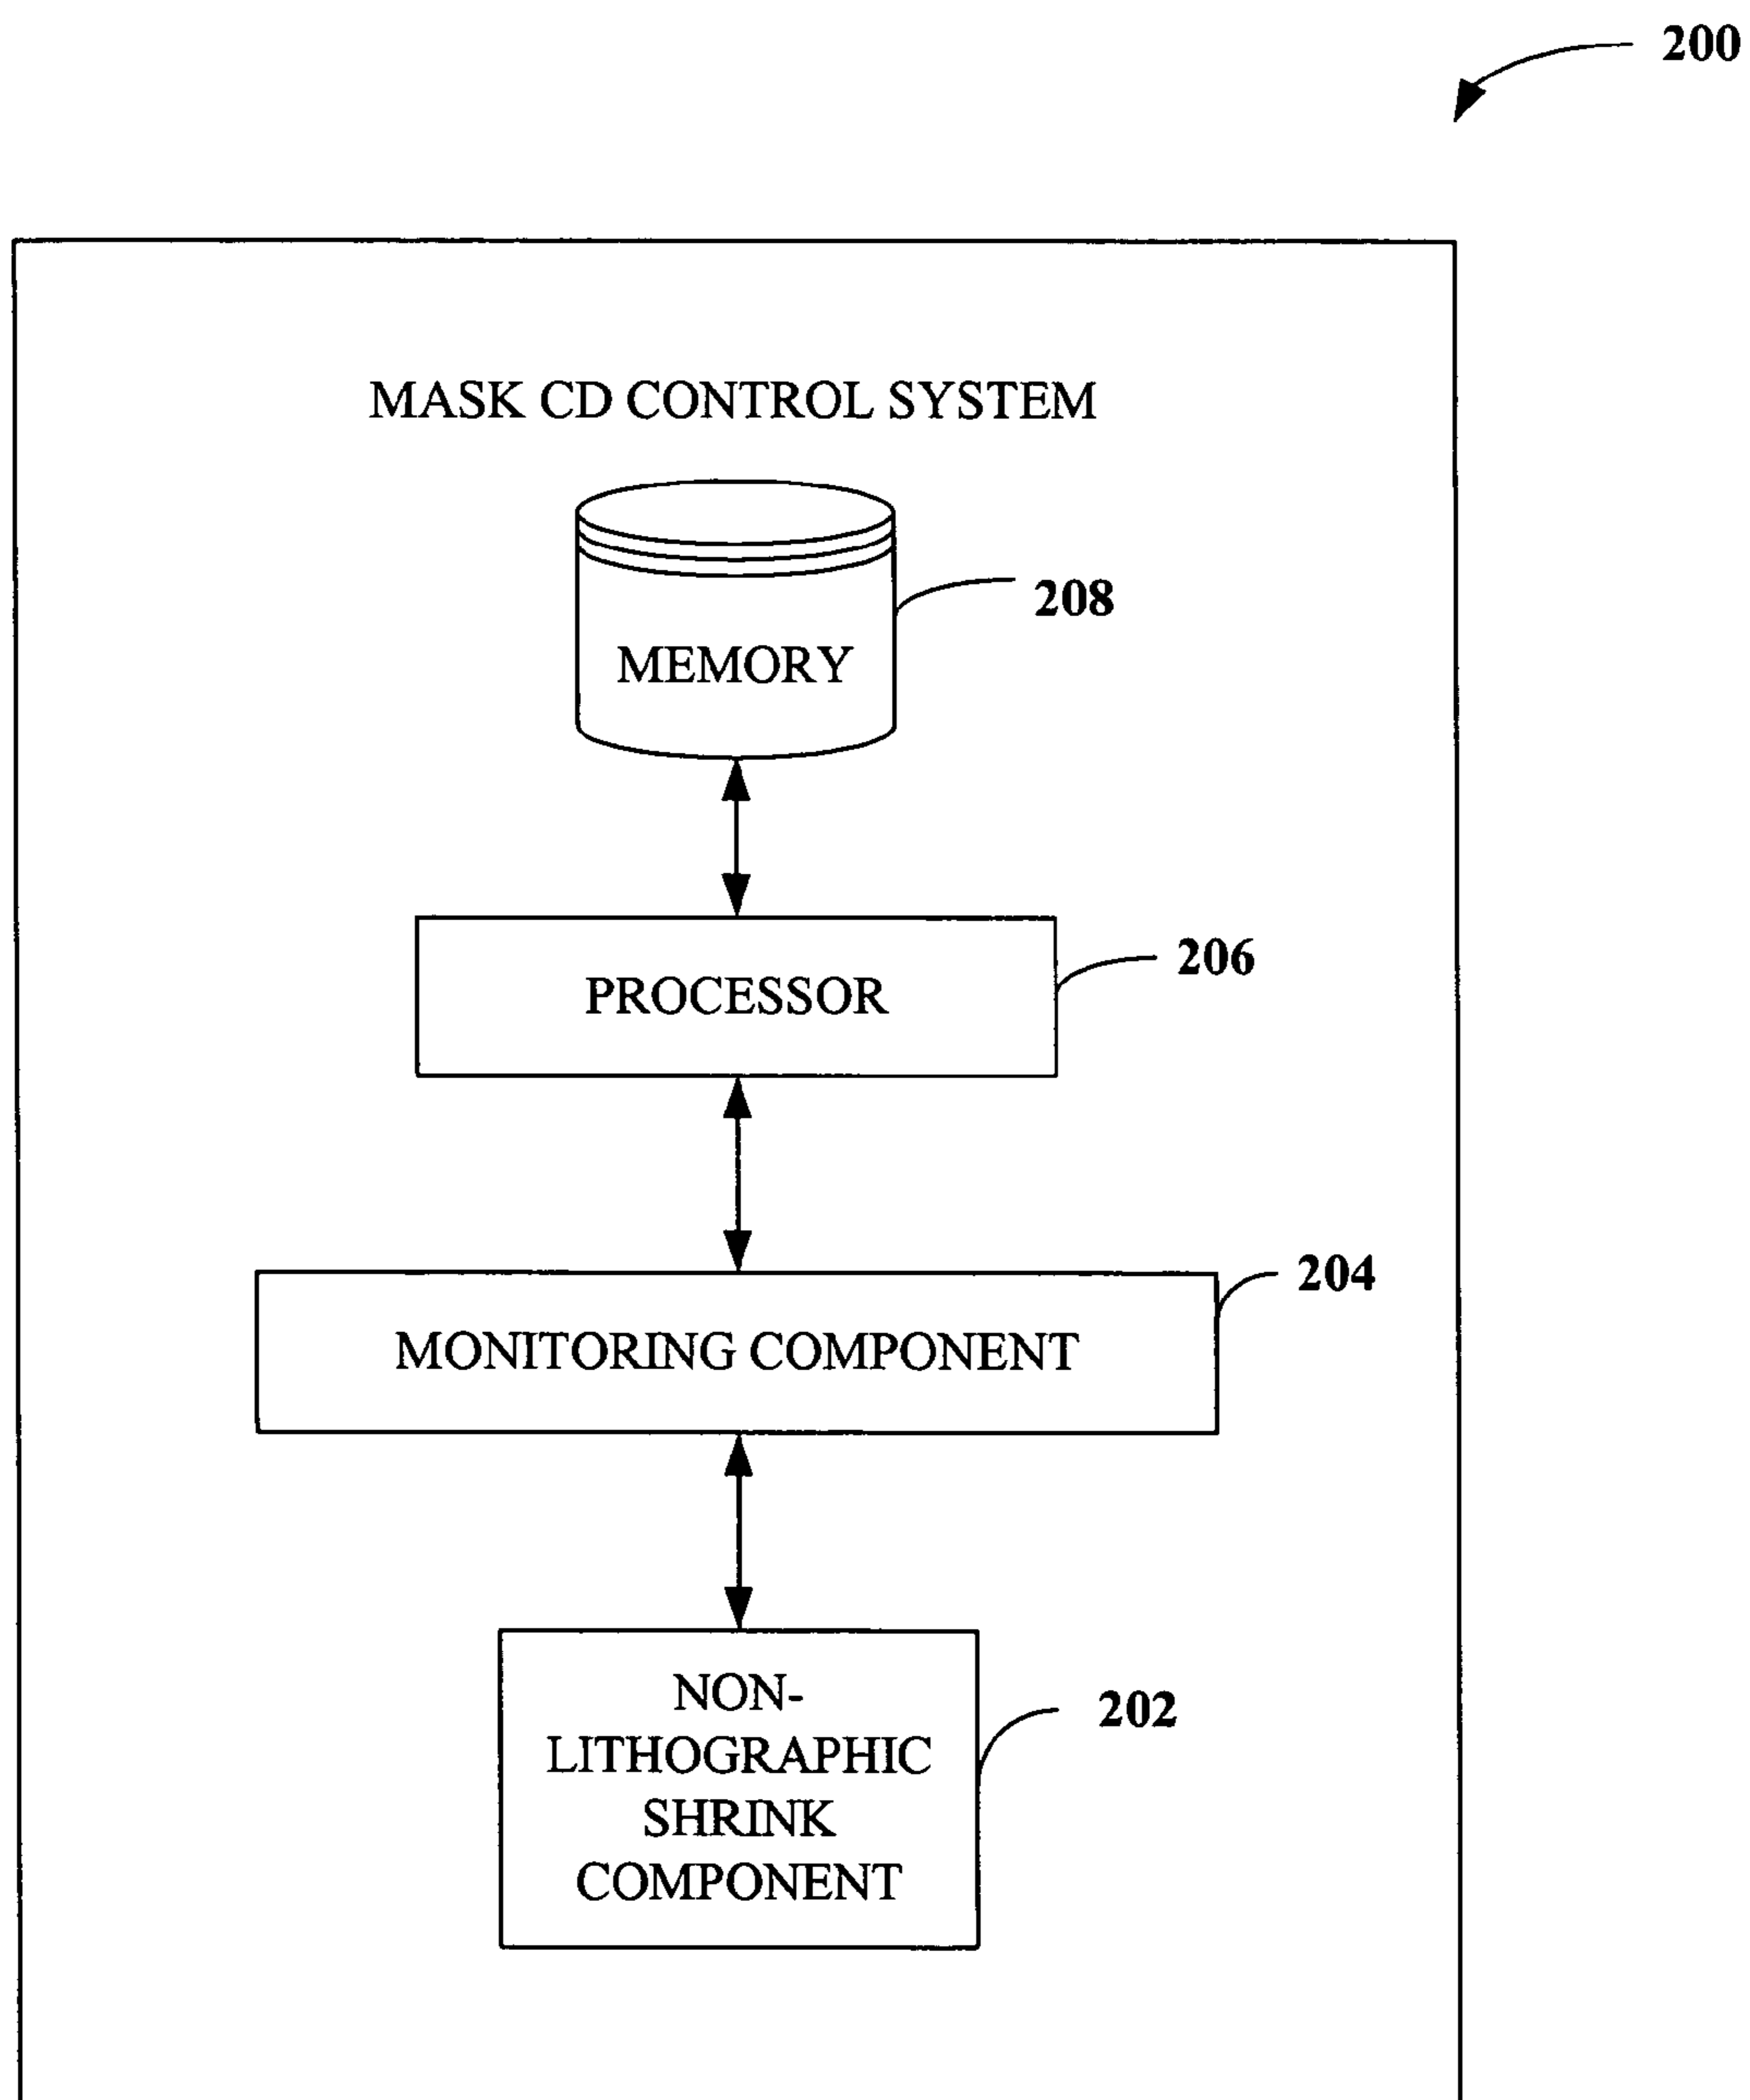 200
MASK CD CONTROL SYSTEM
208
MEMORY
206
PROCESSOR
204
MONITORING COMPONENT
NON-
202
LITHOGRAPHIC
SHRINK
COMPONENT